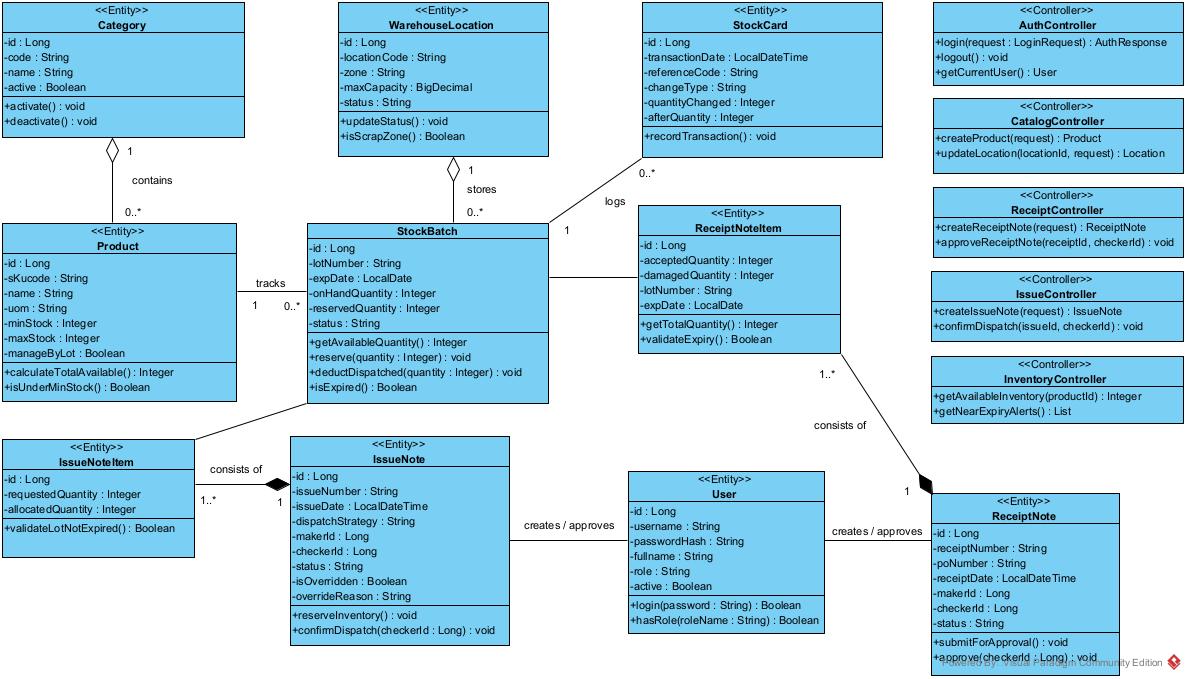 <<Entity>>
Category
-id : Long
-code : String
-name : String
-active : Boolean
+activate() : void
+deactivate() : void
<<Entity>>
WarehouseLocation
-id : Long
-locationCode : String
-zone : String
-maxCapacity : BigDecimal
-status : String
+updateStatus() : void
+isScrapZone() : Boolean
<<Entity>>
StockCard
-id : Long
-transactionDate : LocalDateTime
-referenceCode : String
-changeType : String
-quantityChanged : Integer
-afterQuantity : Integer
+recordTransaction() : void
<<Controller>>
AuthController
+login(request : LoginRequest) : AuthResponse
+logout() : void
+getCurrentUser() : User
<<Controller>>
CatalogController
+createProduct(request) : Product
+updateLocation(locationId, request) : Location
<<Controller>>
ReceiptController
+createReceiptNote(request) : ReceiptNote
+approveReceiptNote(receiptId, checkerId) : void
<<Controller>>
IssueController
+createIssueNote(request) : IssueNote
+confirmDispatch(issueId, checkerId) : void
<<Controller>>
InventoryController
+getAvailableInventory(productId) : Integer
+getNearExpiryAlerts() : List
1
contains
0..*
1
stores
0..*
0..*
logs
1
<<Entity>>
Product
-id : Long
-sKucode : String
-name : String
-uom : String
-minStock : Integer
-maxStock : Integer
-manageByLot : Boolean
+calculateTotalAvailable() : Integer
+isUnderMinStock() : Boolean
tracks
1
0..*
StockBatch
-id : Long
-lotNumber : String
-expDate : LocalDate
-onHandQuantity : Integer
-reservedQuantity : Integer
-status : String
+getAvailableQuantity() : Integer
+reserve(quantity : Integer) : void
+deductDispatched(quantity : Integer) : void
+isExpired() : Boolean
<<Entity>>
ReceiptNoteItem
-id : Long
-acceptedQuantity : Integer
-damagedQuantity : Integer
-lotNumber : String
-expDate : LocalDate
+getTotalQuantity() : Integer
+validateExpiry() : Boolean
1..*
consists of
1
<<Entity>>
IssueNoteItem
-id : Long
-requestedQuantity : Integer
-allocatedQuantity : Integer
+validateLotNotExpired() : Boolean
consists of
1..*
1
<<Entity>>
IssueNote
-id : Long
-issueNumber : String
-issueDate : LocalDateTime
-dispatchStrategy : String
-makerId : Long
-checkerId : Long
-status : String
-isOverridden : Boolean
-overrideReason : String
+reserveInventory() : void
+confirmDispatch(checkerId : Long) : void
creates / approves
<<Entity>>
User
-id : Long
-username : String
-passwordHash : String
-fullname : String
-role : String
-active : Boolean
+login(password : String) : Boolean
+hasRole(roleName : String) : Boolean
creates / approves
<<Entity>>
ReceiptNote
-id : Long
-receiptNumber : String
-poNumber : String
-receiptDate : LocalDateTime
-makerId : Long
-checkerId : Long
-status : String
+submitForApproval() : void
+approve(checkerId : Long) : void
Powered By: Visual Paradigm Community Edition